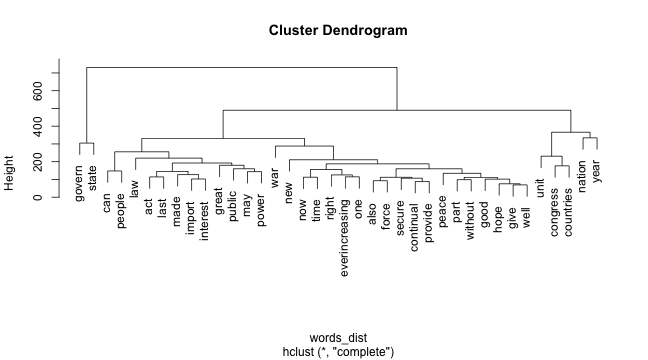 Cluster Dendrogram
Height
0
200
400
600
govern
state
can
people
law
act
last
made
import
interest
great
public
may
power
war
new
now
time
right
everincreasing
one
also
force
secure
continual
provide
peace
part
without
good
hope
give
well
unit
congress
countries
nation
year
words_dist
hclust (*, "complete")